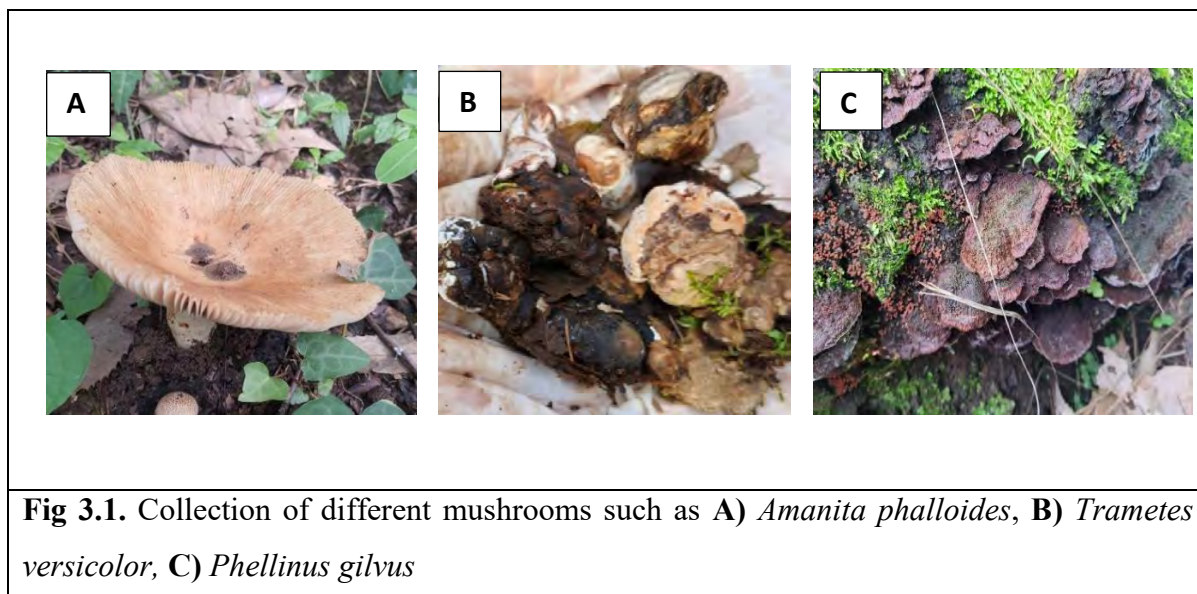 A
B
C
Fig 3.1. Collection of different mushrooms such as A) Amanita phalloides, B) Trametes
versicolor, C) Phellinus gilvus